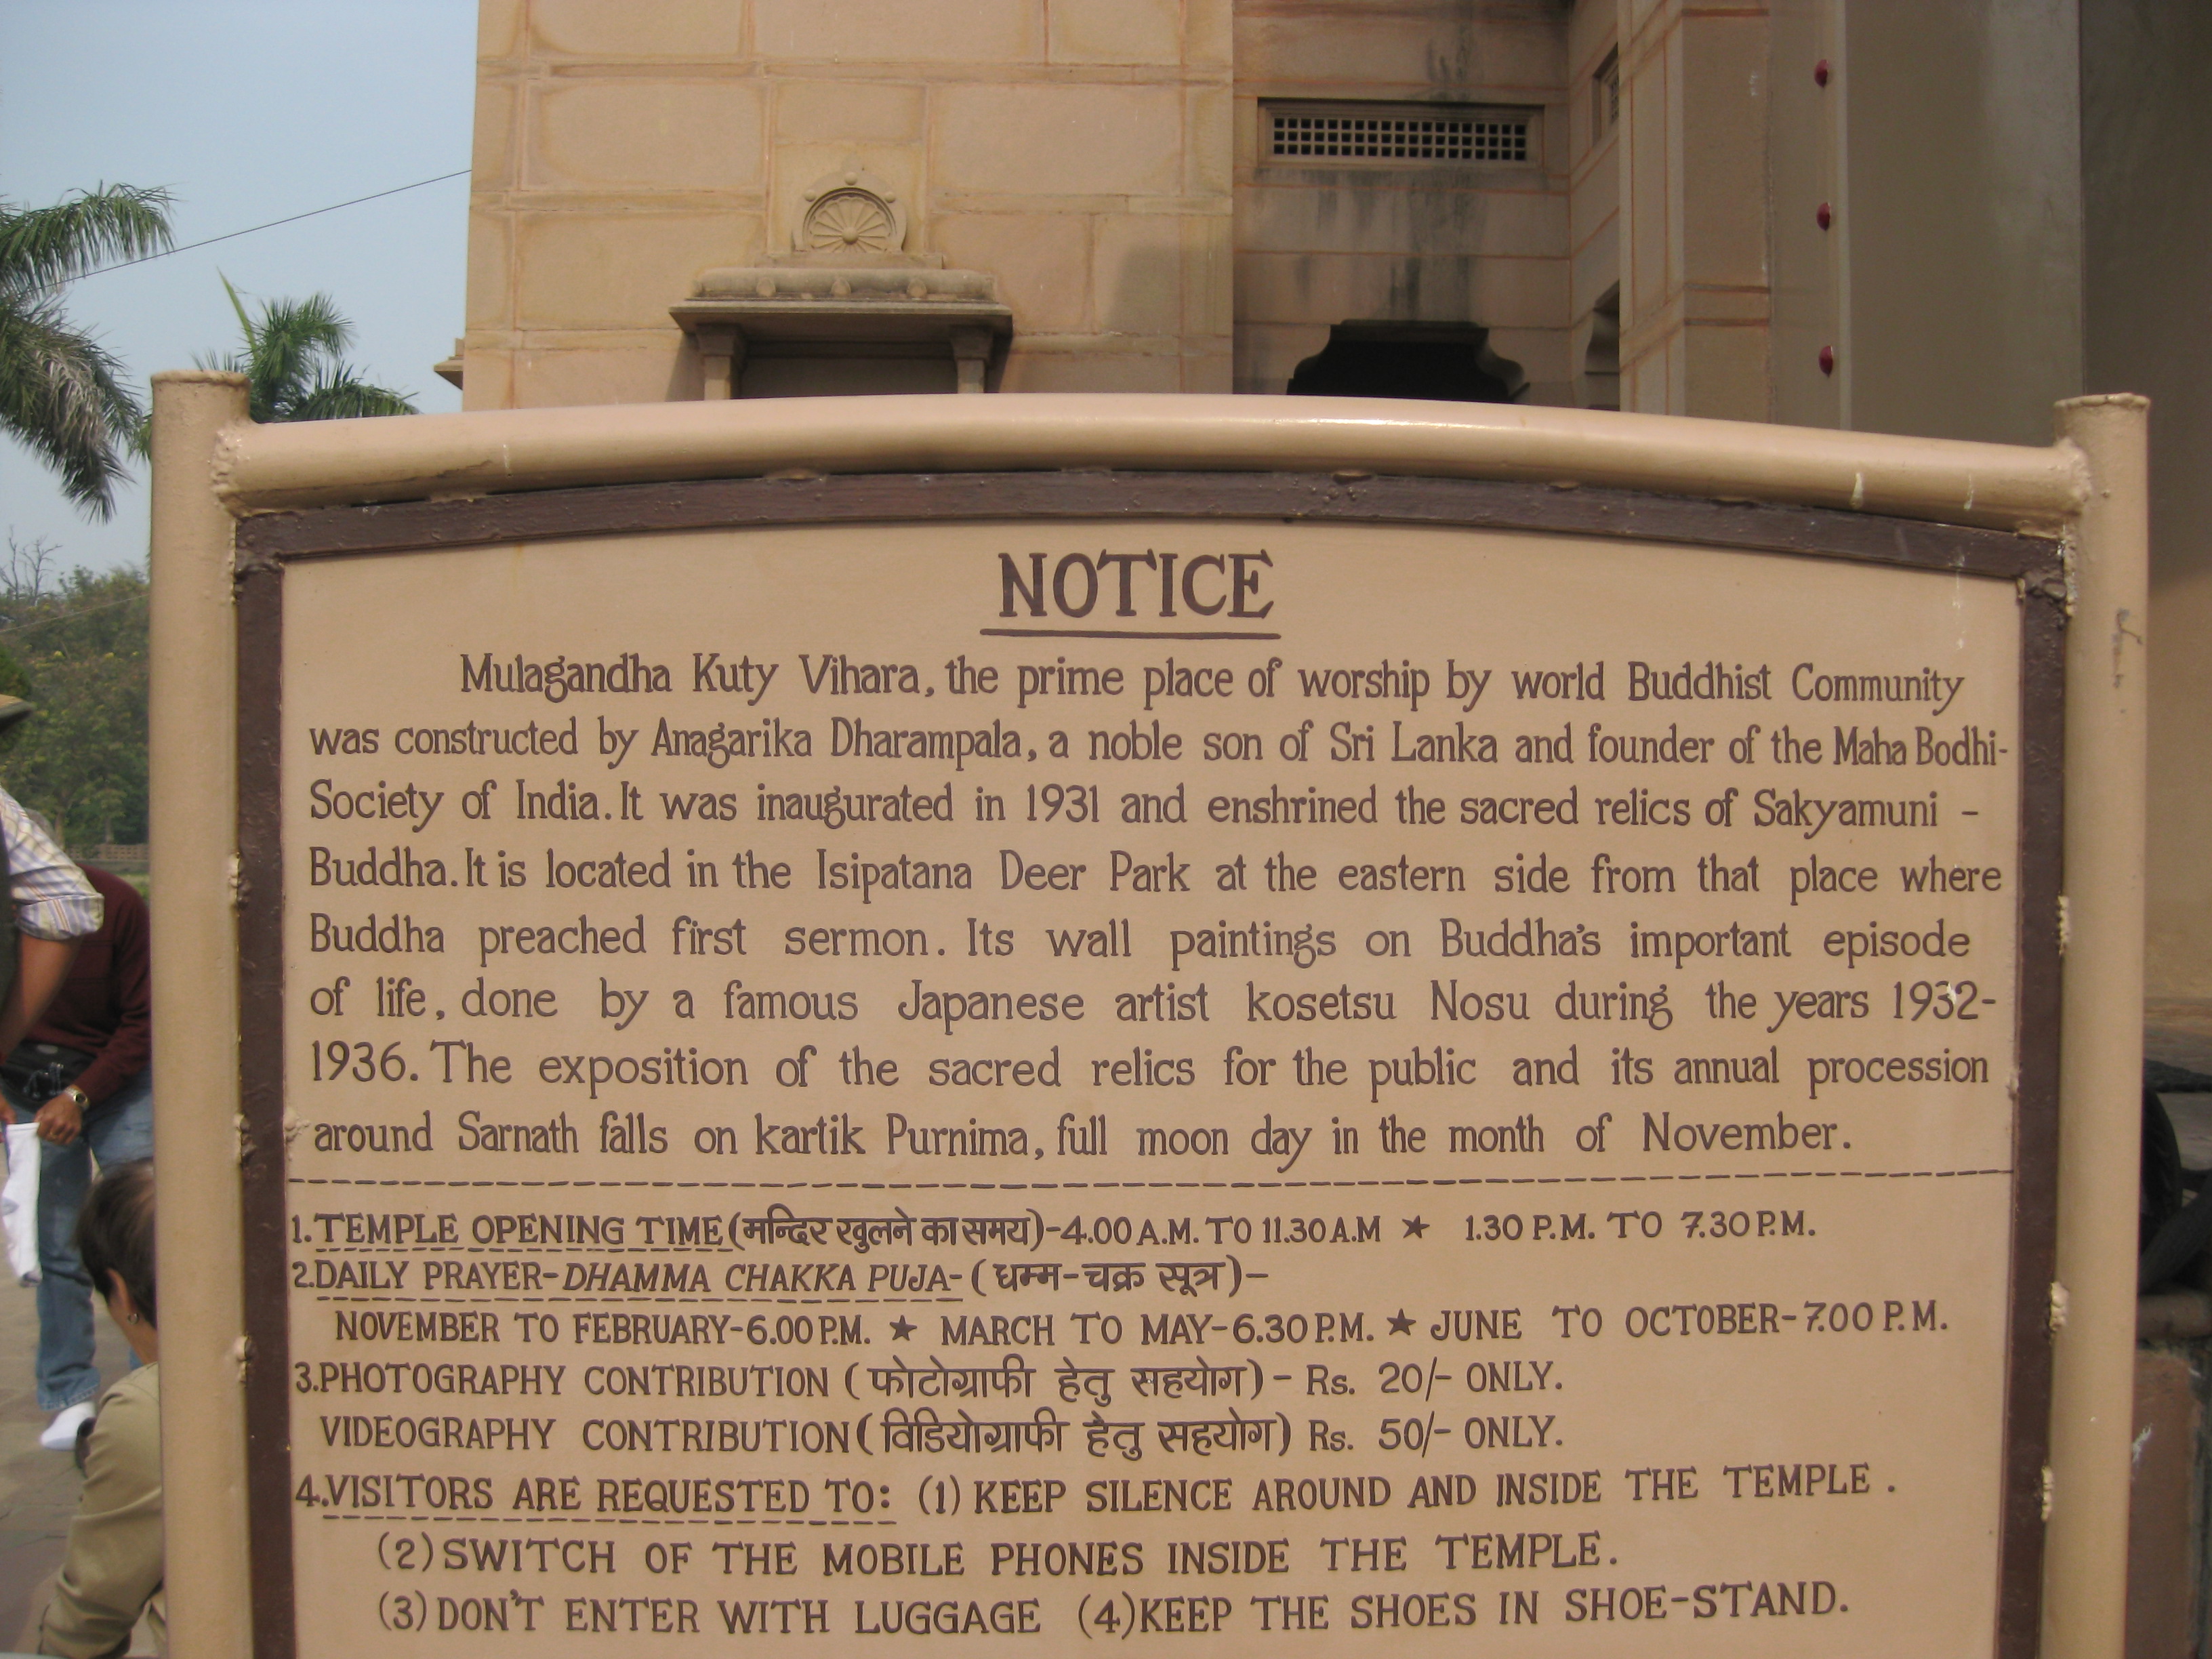 NOTICE
Mulagandha Kuty Vihara, the prime place of worship by world Buddhist Community
was constructed by Anagarika Dharampala, a noble son of Sri Lanka and founder of the Maha Bodhi-
Society of India. It was inaugurated in 1931 and enshrined the sacred relics of Sakyamuni -
Buddha. It is located in the Isipatana Deer Park at the eastern side from that place where
Buddha preached first sermon. Its wall paintings on Buddha's important episode
of life, done by a famous Japanese artist kosetsu Nosu during the years 1932-
1936. The exposition of the sacred relics for the public and its annual procession
around Sarnath falls on kartik Purnima, full moon day in the month of November.
1. TEMPLE OPENING TIME (मन्दिर खुलने का समय)-4.00 A.M. TO 11.30 A.M ★ 1.30 P.M. TO 7.30 P.M.
2. DAILY PRAYER-DHAMMA CHAKKA PUJA- (धम्म-चक्र सूत्र)-
NOVEMBER TO FEBRUARY-6.00 P.M. ★ MARCH TO MAY-6.30 P.M. ★ JUNE TO OCTOBER-7.00 P.M.
3. PHOTOGRAPHY CONTRIBUTION (फोटोग्राफी हेतु सहयोग) - Rs. 20/- ONLY.
VIDEOGRAPHY CONTRIBUTION (विडियोग्राफी हेतु सहयोग) Rs. 50/- ONLY.
4. VISITORS ARE REQUESTED TO: (1) KEEP SILENCE AROUND AND INSIDE THE TEMPLE.
(2) SWITCH OF THE MOBILE PHONES INSIDE THE TEMPLE.
(3) DON'T ENTER WITH LUGGAGE (4) KEEP THE SHOES IN SHOE-STAND.